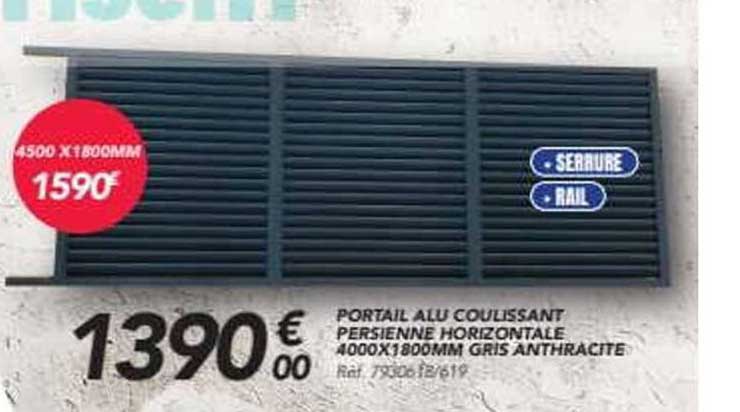 4500 X1800MM
1590€
• SERRURE
• RAIL
1390€00
PORTAIL ALU COULISSANT
PERSIENNE HORIZONTALE
4000X1800MM GRIS ANTHRACITE